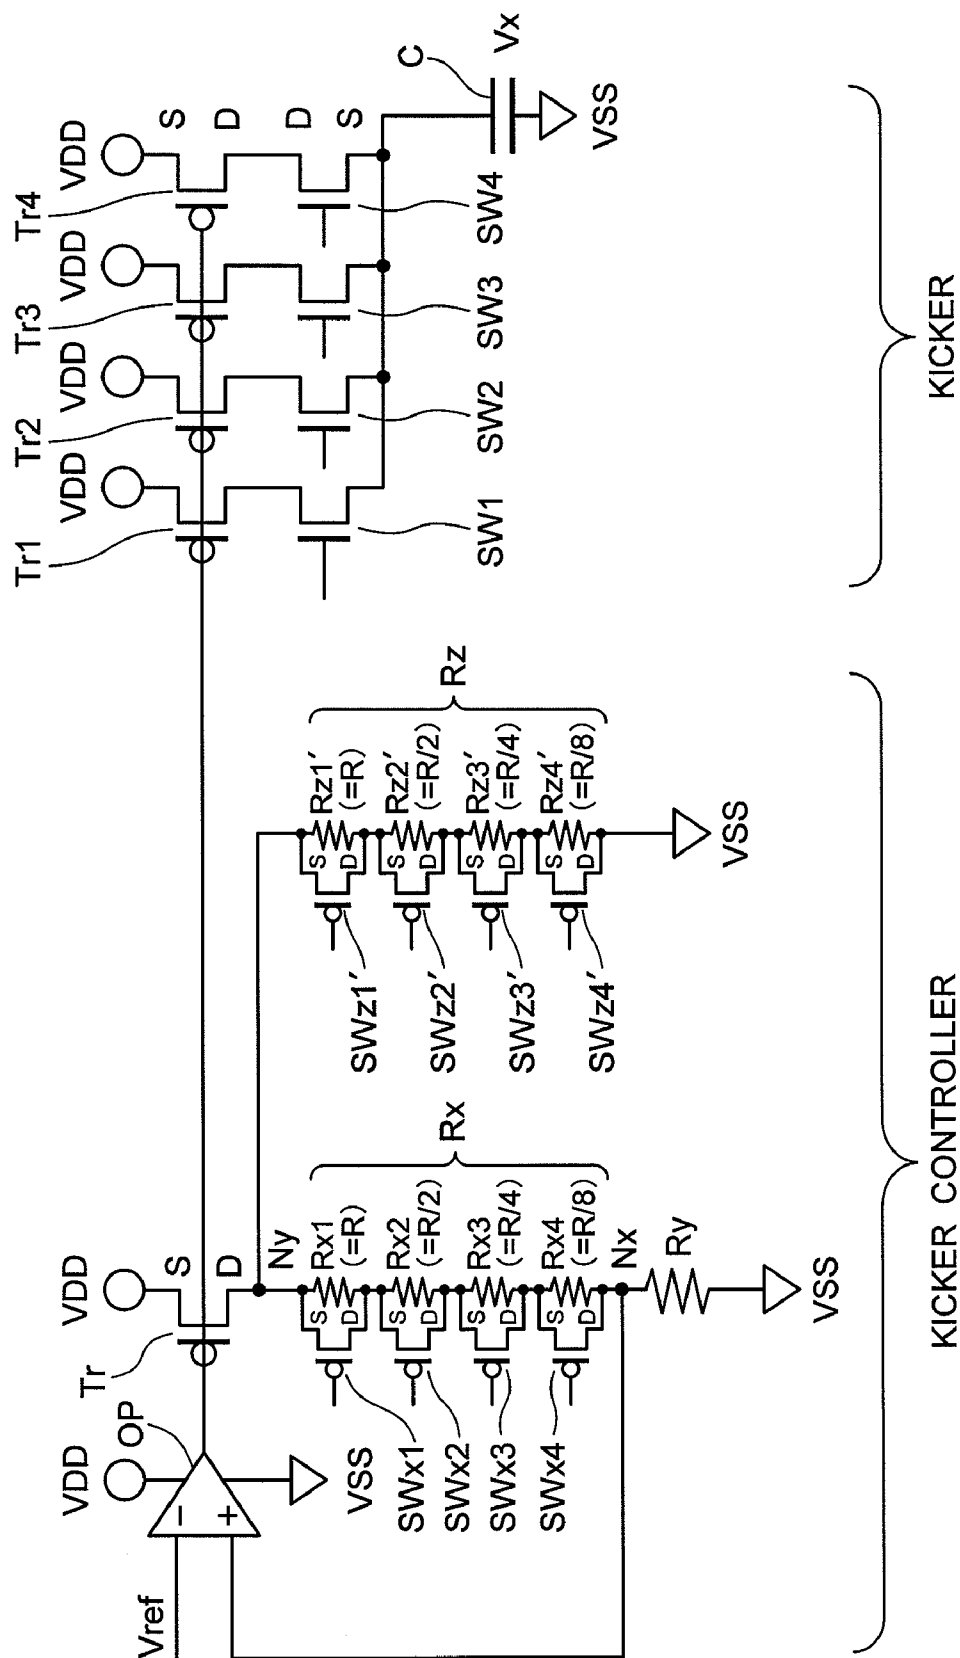 Vref
VDD
OP
VSS
−
+
Tr
VDD
S
D
Ny
Rx1
(=R)
Rx2
(=R/2)
Rx3
(=R/4)
Rx4
(=R/8)
S
D
S
D
S
D
S
D
SWx1
SWx2
SWx3
SWx4
Rx
Nx
Ry
VSS
Rz1′
(=R)
Rz2′
(=R/2)
Rz3′
(=R/4)
Rz4′
(=R/8)
S
D
S
D
S
D
S
D
SWz1′
SWz2′
SWz3′
SWz4′
Rz
VSS
Tr1
VDD
Tr2
VDD
Tr3
VDD
Tr4
VDD
S
D
D
S
SW1
SW2
SW3
SW4
C
Vx
VSS
KICKER CONTROLLER
KICKER